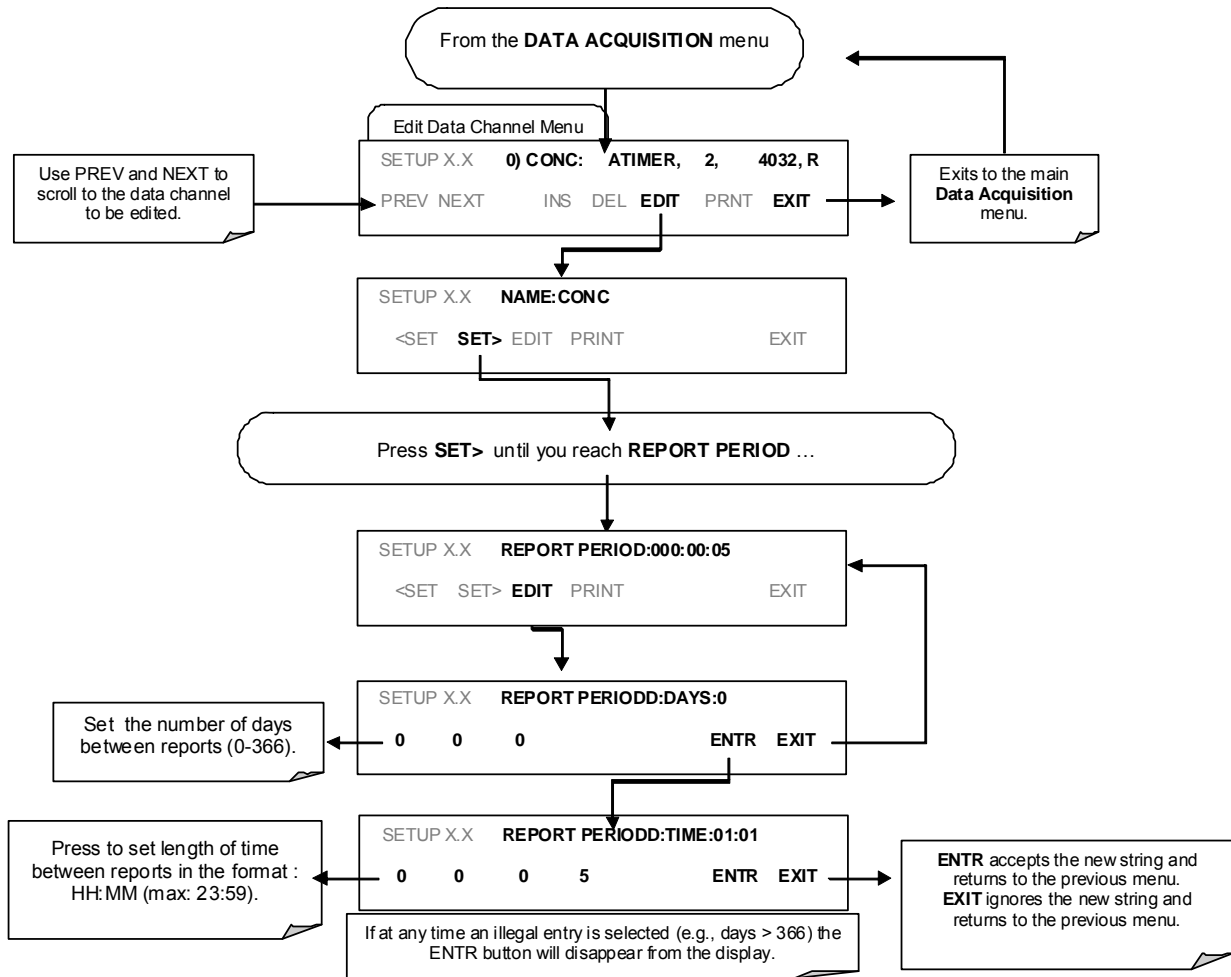 From the DATA ACQUISITION menu
Edit Data Channel Menu
SETUP X.X 0) CONC: ATIMER, 2, 4032, R
PREV NEXT INS DEL EDIT PRNT EXIT
Use PREV and NEXT to
scroll to the data channel
to be edited.
Exits to the main
Data Acquisition
menu.
SETUP X.X NAME:CONC
<SET SET> EDIT PRINT EXIT
Press SET> until you reach REPORT PERIOD …
SETUP X.X REPORT PERIOD:000:00:05
<SET SET> EDIT PRINT EXIT
SETUP X.X REPORT PERIODD:DAYS:0
0 0 0 ENTR EXIT
Set the number of days
between reports (0-366).
SETUP X.X REPORT PERIODD:TIME:01:01
0 0 0 5 ENTR EXIT
Press to set length of time
between reports in the format :
HH:MM (max: 23:59).
ENTR accepts the new string and
returns to the previous menu.
EXIT ignores the new string and
returns to the previous menu.
If at any time an illegal entry is selected (e.g., days > 366) the
ENTR button will disappear from the display.